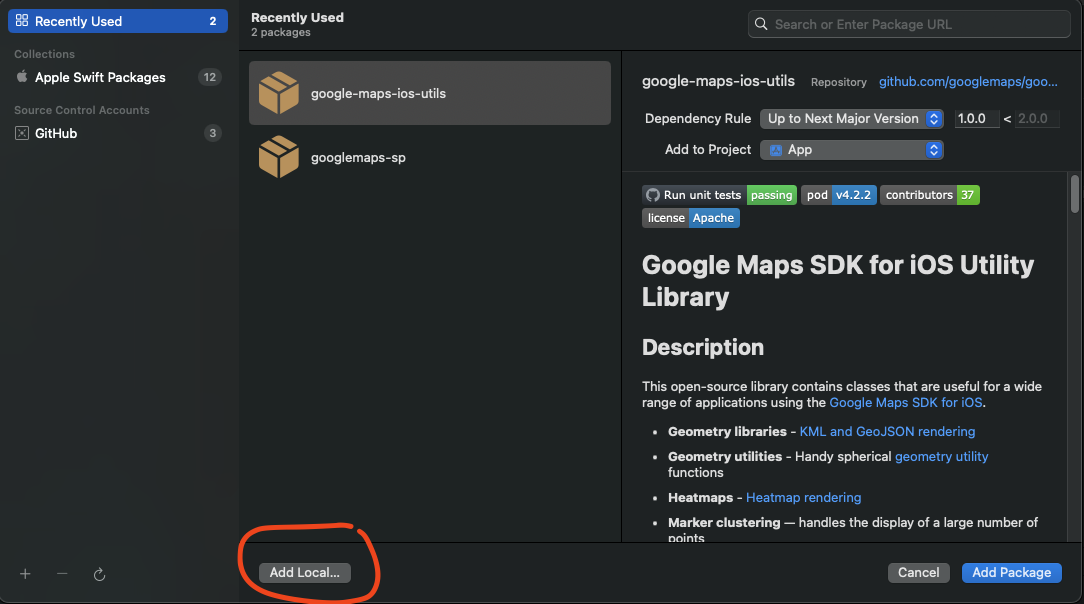 Recently Used 2
Collections
Apple Swift Packages 12
Source Control Accounts
GitHub 3
Recently Used
2 packages
Search or Enter Package URL
google-maps-ios-utils
googlemaps-sp
google-maps-ios-utils Repository github.com/googlemaps/goo...
Dependency Rule Up to Next Major Version 1.0.0 < 2.0.0
Add to Project App
Run unit tests passing pod v4.2.2 contributors 37
license Apache
Google Maps SDK for iOS Utility
Library
Description
This open-source library contains classes that are useful for a wide
range of applications using the Google Maps SDK for iOS.
• Geometry libraries - KML and GeoJSON rendering
• Geometry utilities - Handy spherical geometry utility
functions
• Heatmaps - Heatmap rendering
• Marker clustering — handles the display of a large number of
points
Add Local...
Cancel Add Package